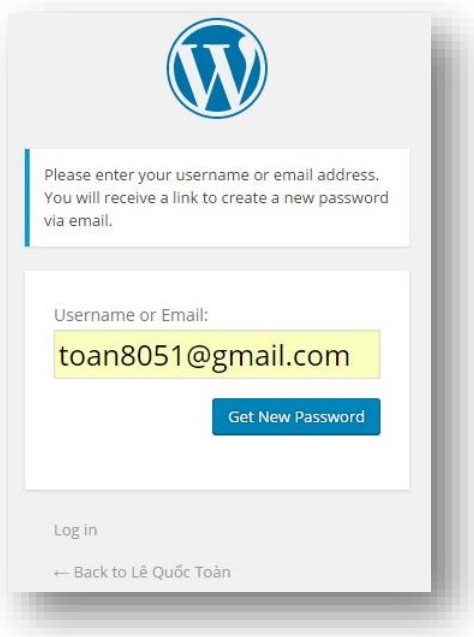 Please enter your username or email address.
You will receive a link to create a new password
via email.
Username or Email:
toan8051@gmail.com
Get New Password
Log in
← Back to Lê Quốc Toàn